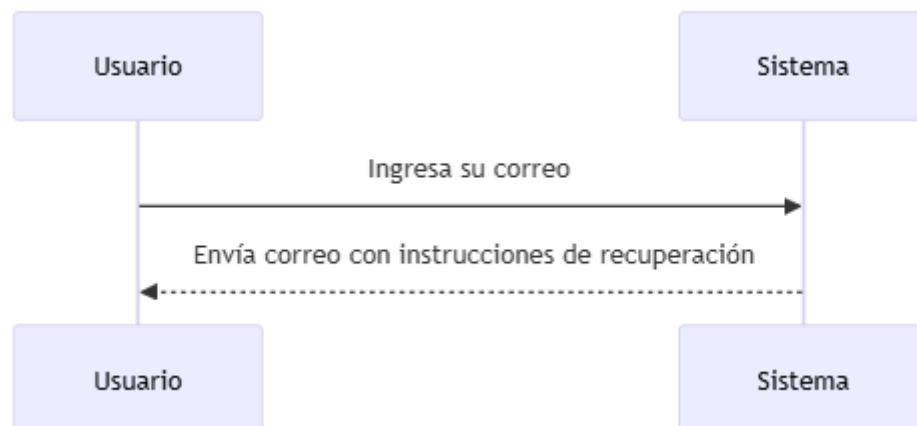 Usuario
Sistema
Ingresa su correo
Envía correo con instrucciones de recuperación
Usuario
Sistema